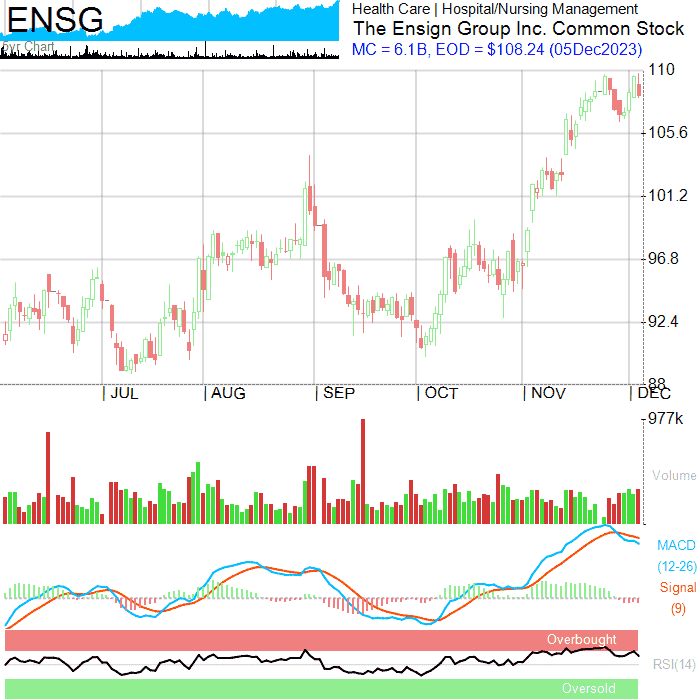 ENSG
5yr Chart
Health Care | Hospital/Nursing Management
The Ensign Group Inc. Common Stock
MC = 6.1B, EOD = $108.24 (05Dec2023)
110
105.6
101.2
96.8
92.4
88
| JUL | AUG | SEP | OCT | NOV | DEC
977k
Volume
MACD
(12-26)
Signal
(9)
Overbought
RSI(14)
Oversold